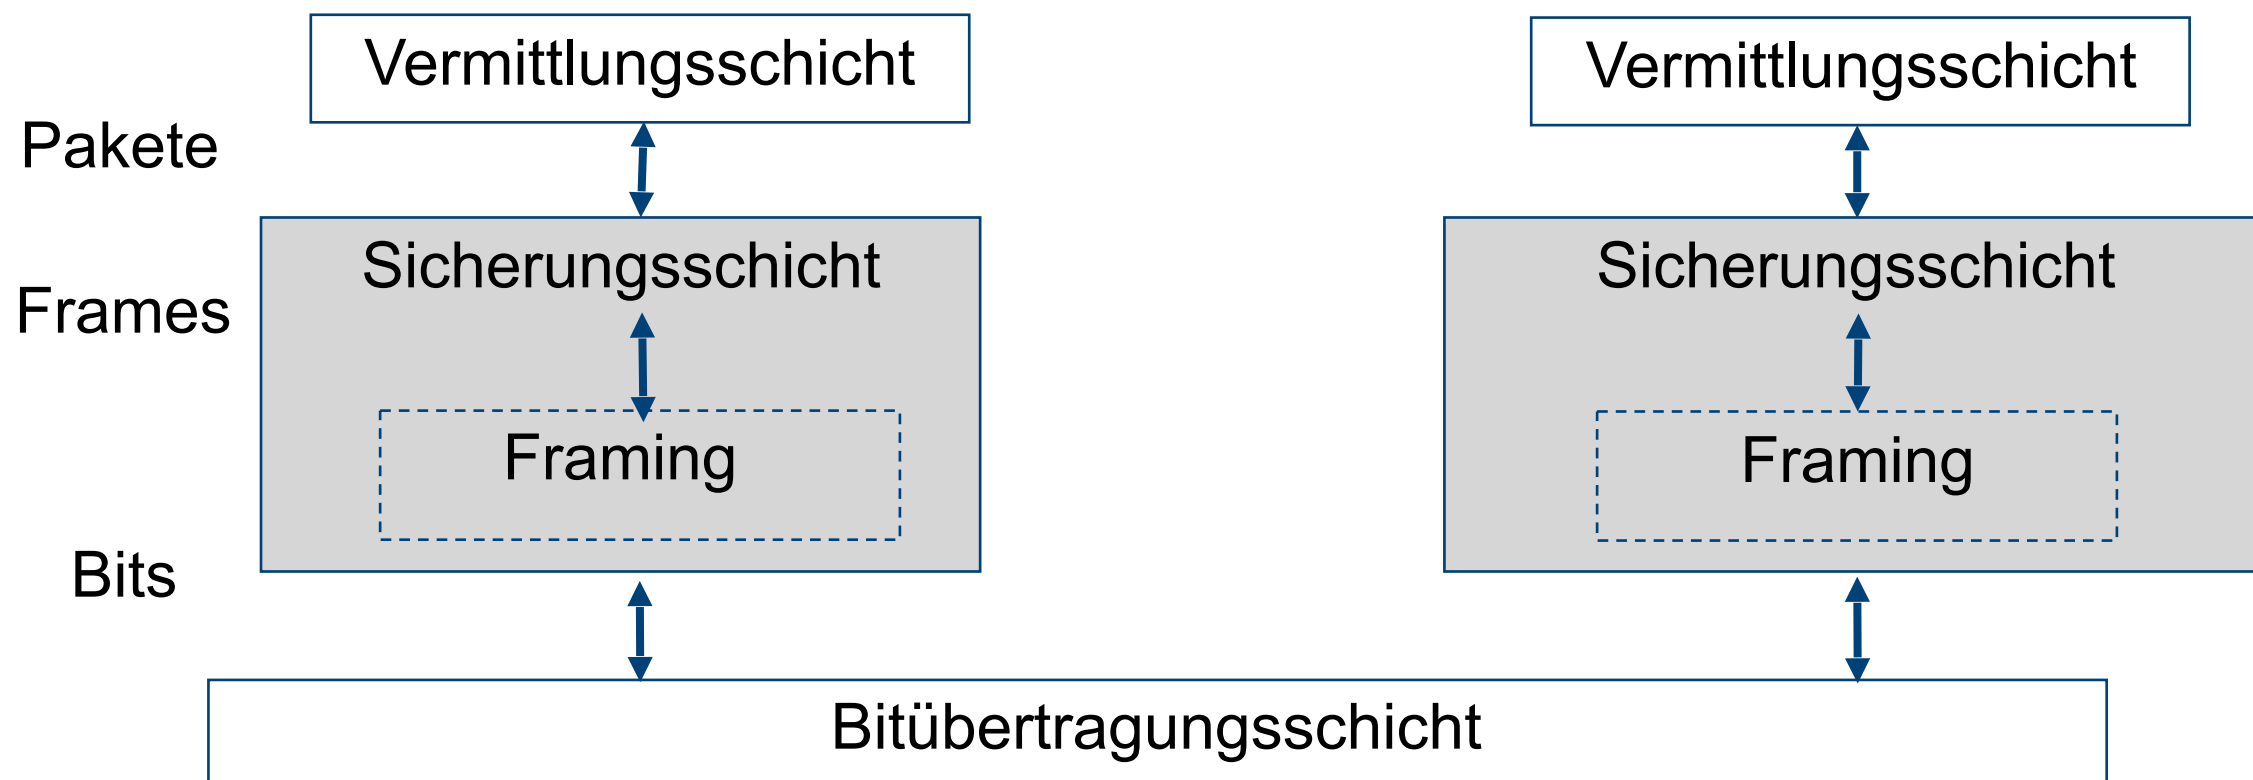 Vermittlungsschicht
Vermittlungsschicht
Pakete
Sicherungsschicht
Sicherungsschicht
Frames
Framing
Framing
Bits
Bitübertragungsschicht